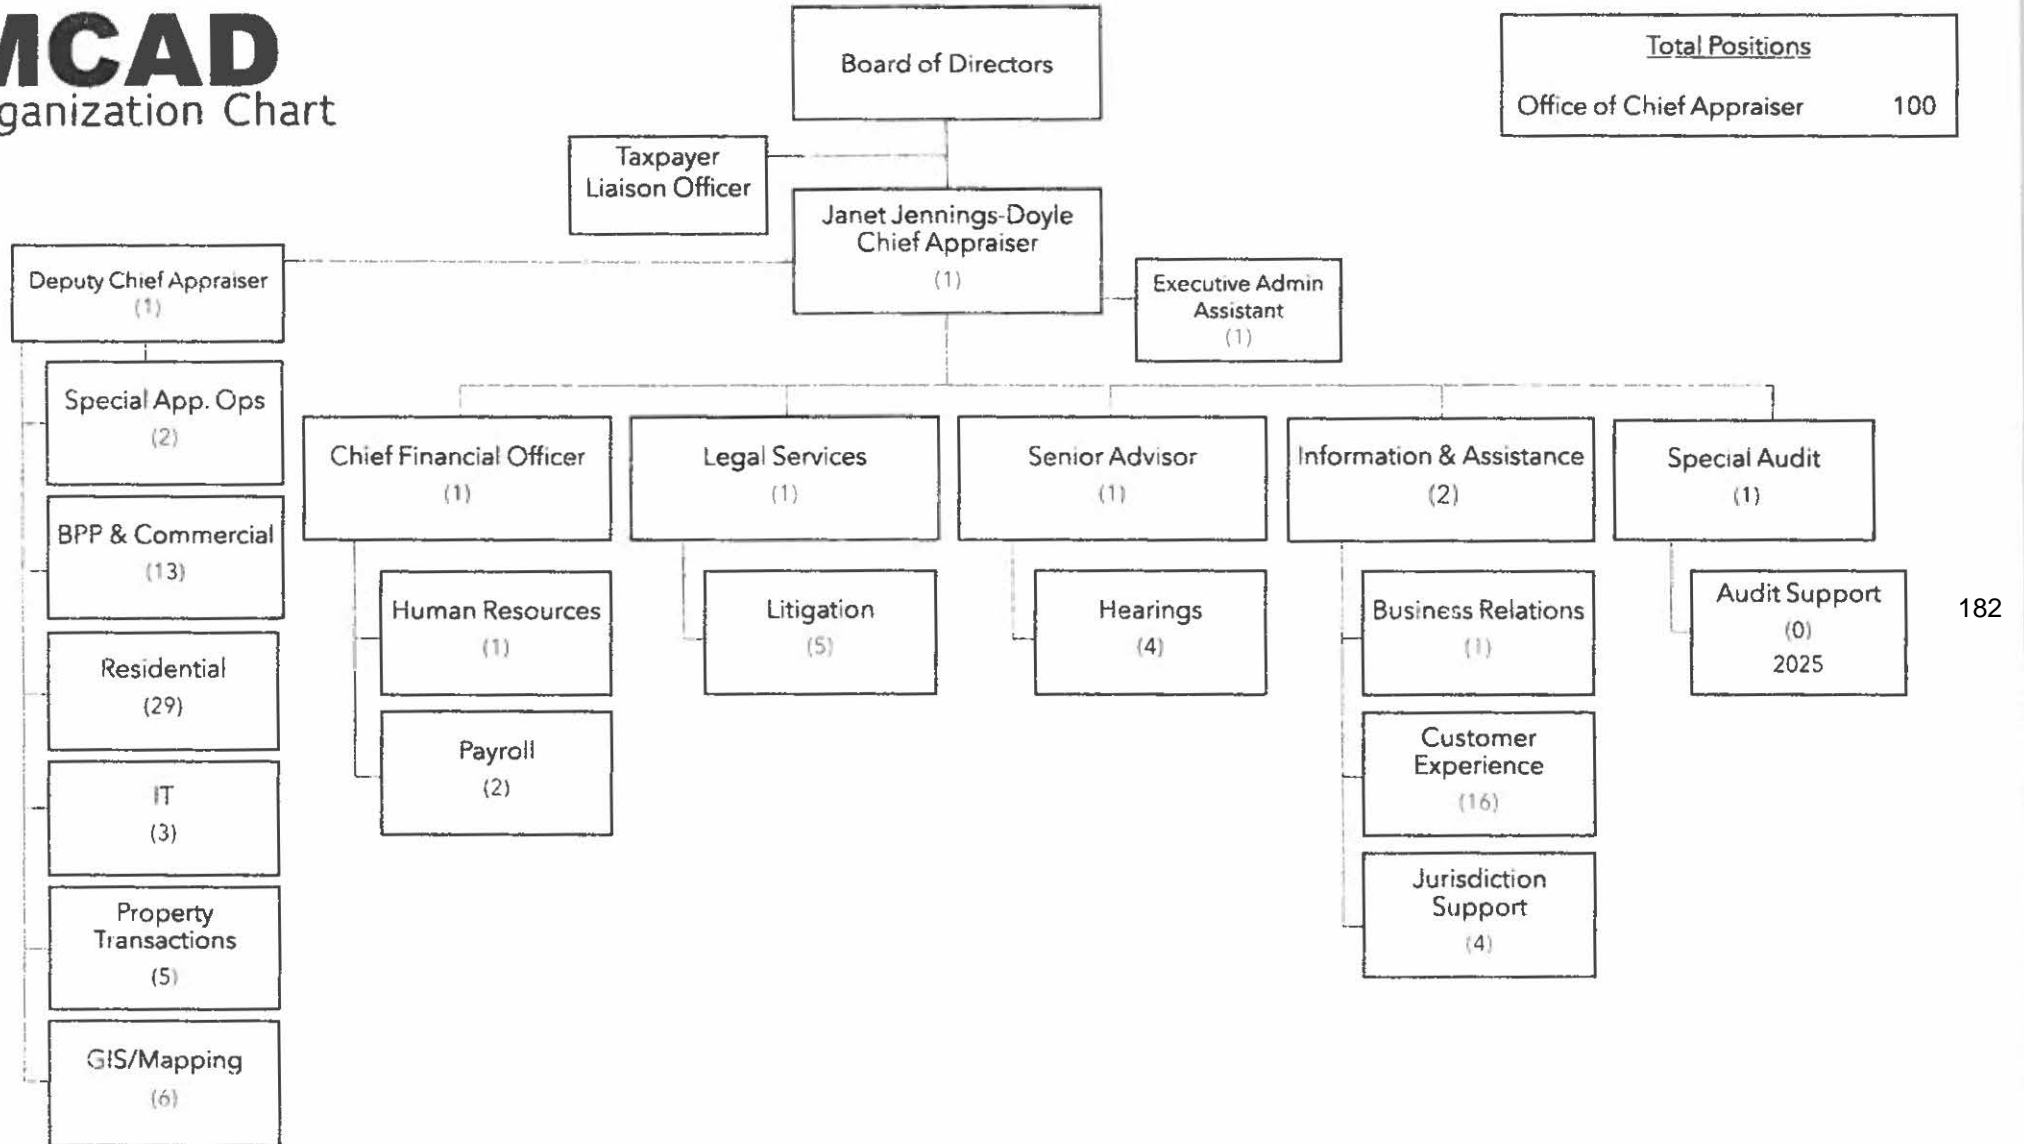 MCAD
ganization Chart
Board of Directors
Total Positions
Office of Chief Appraiser 100
Taxpayer
Liaison Officer
Janet Jennings-Doyle
Chief Appraiser
(1)
Executive Admin
Assistant
(1)
Deputy Chief Appraiser
(1)
Special App. Ops
(2)
BPP & Commercial
(13)
Residential
(29)
IT
(3)
Property
Transactions
(5)
GIS/Mapping
(6)
Chief Financial Officer
(1)
Human Resources
(1)
Payroll
(2)
Legal Services
(1)
Litigation
(5)
Senior Advisor
(1)
Hearings
(4)
Information & Assistance
(2)
Business Relations
(1)
Customer
Experience
(16)
Jurisdiction
Support
(4)
Special Audit
(1)
Audit Support
(0)
2025
182